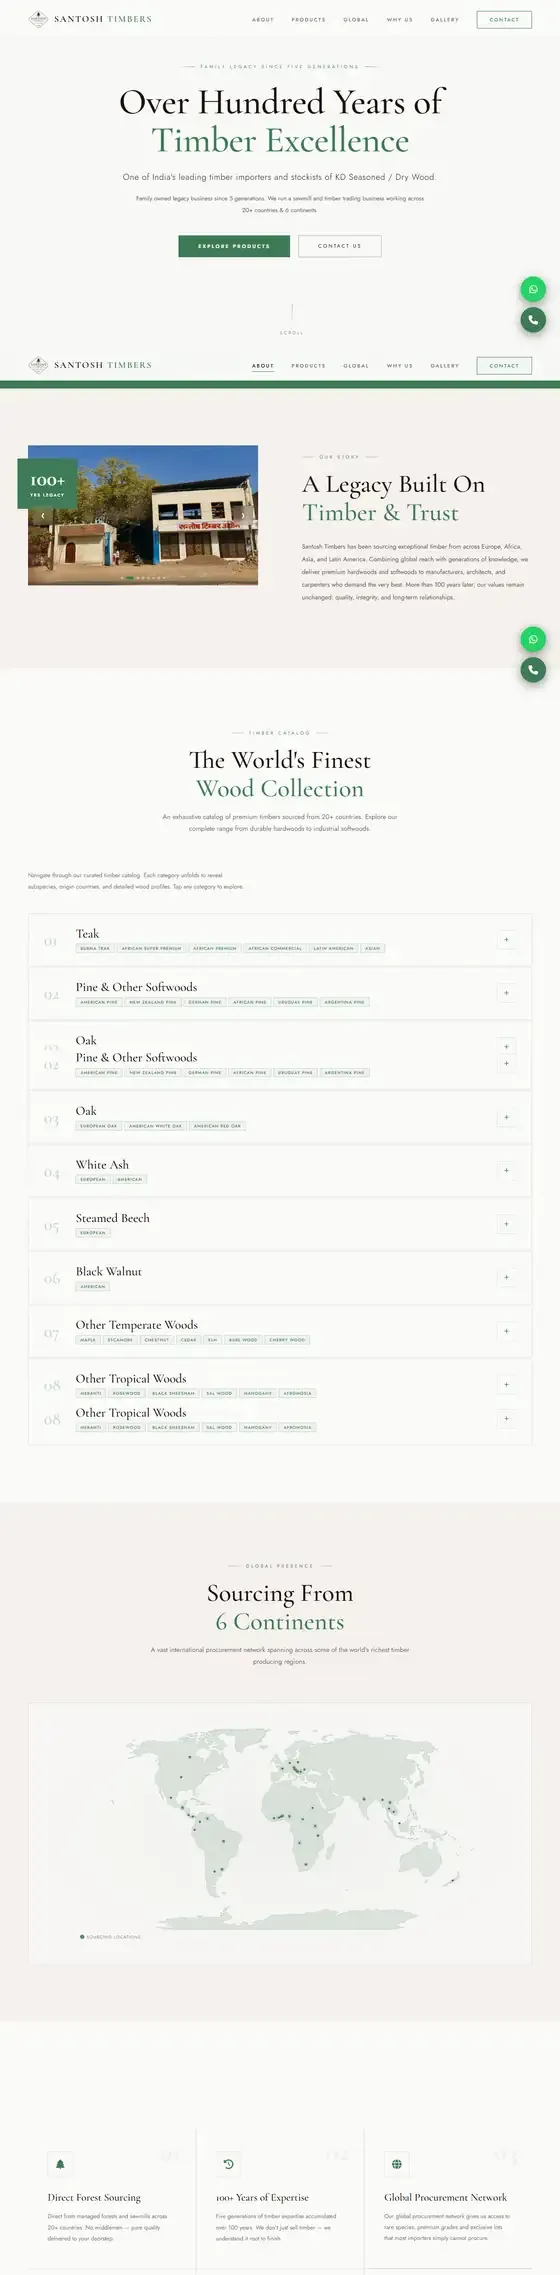 SANTOSH TIMBERS
ABOUT PRODUCTS GLOBAL WHY US GALLERY CONTACT
FAMILY LEGACY SINCE FIVE GENERATIONS
Over Hundred Years of
Timber Excellence
One of India's leading timber importers and stockists of KD Seasoned / Dry Wood.
Family owned legacy business since 5 generations. We run a sawmill and timber trading business working across
20+ countries & 6 continents
EXPLORE PRODUCTS
CONTACT US
SCROLL
SANTOSH TIMBERS
ABOUT PRODUCTS GLOBAL WHY US GALLERY CONTACT
100+
YRS LEGACY
सन्तोष टिम्बर उद्योग
OUR STORY
A Legacy Built On
Timber & Trust
Santosh Timbers has been sourcing exceptional timber from across Europe, Africa,
Asia, and Latin America. Combining global reach with generations of knowledge, we
deliver premium hardwoods and softwoods to manufacturers, architects, and
carpenters who demand the very best. More than 100 years later, our values remain
unchanged: quality, integrity, and long-term relationships.
TIMBER CATALOG
The World's Finest
Wood Collection
An exhaustive catalog of premium timbers sourced from 20+ countries. Explore our
complete range from durable hardwoods to industrial softwoods.
Navigate through our curated timber catalog. Each category unfolds to reveal
subspecies, origin countries, and detailed wood profiles. Tap any category to explore.
01
Teak
BURMA TEAK AFRICAN SUPER PREMIUM AFRICAN PREMIUM AFRICAN COMMERCIAL LATIN AMERICAN ASIAN
+
02
Pine & Other Softwoods
AMERICAN PINE NEW ZEALAND PINE GERMAN PINE AFRICAN PINE URUGUAY PINE ARGENTINA PINE
+
Oak
+
02
Pine & Other Softwoods
AMERICAN PINE NEW ZEALAND PINE GERMAN PINE AFRICAN PINE URUGUAY PINE ARGENTINA PINE
+
03
Oak
EUROPEAN OAK AMERICAN WHITE OAK AMERICAN RED OAK
+
04
White Ash
EUROPEAN AMERICAN
+
05
Steamed Beech
EUROPEAN
+
06
Black Walnut
AMERICAN
+
07
Other Temperate Woods
MAPLE SYCAMORE CHESTNUT CEDAR ELM BURL WOOD CHERRY WOOD
+
08
Other Tropical Woods
MERANTI ROSEWOOD BLACK SHEESHAM SAL WOOD MAHOGANY AFROMOSIA
+
08
Other Tropical Woods
MERANTI ROSEWOOD BLACK SHEESHAM SAL WOOD MAHOGANY AFROMOSIA
+
GLOBAL PRESENCE
Sourcing From
6 Continents
A vast international procurement network spanning across some of the world's richest timber
producing regions.
SOURCING LOCATIONS
Direct Forest Sourcing
Direct from managed forests and sawmills across
20+ countries. No middlemen — pure quality
delivered to your doorstep.
100+ Years of Expertise
Five generations of timber expertise accumulated
over 100 years. We don't just sell timber — we
understand it root to finish.
Global Procurement Network
Our global procurement network gives us access to
rare species, premium grades and exclusive lots
that most importers simply cannot procure.